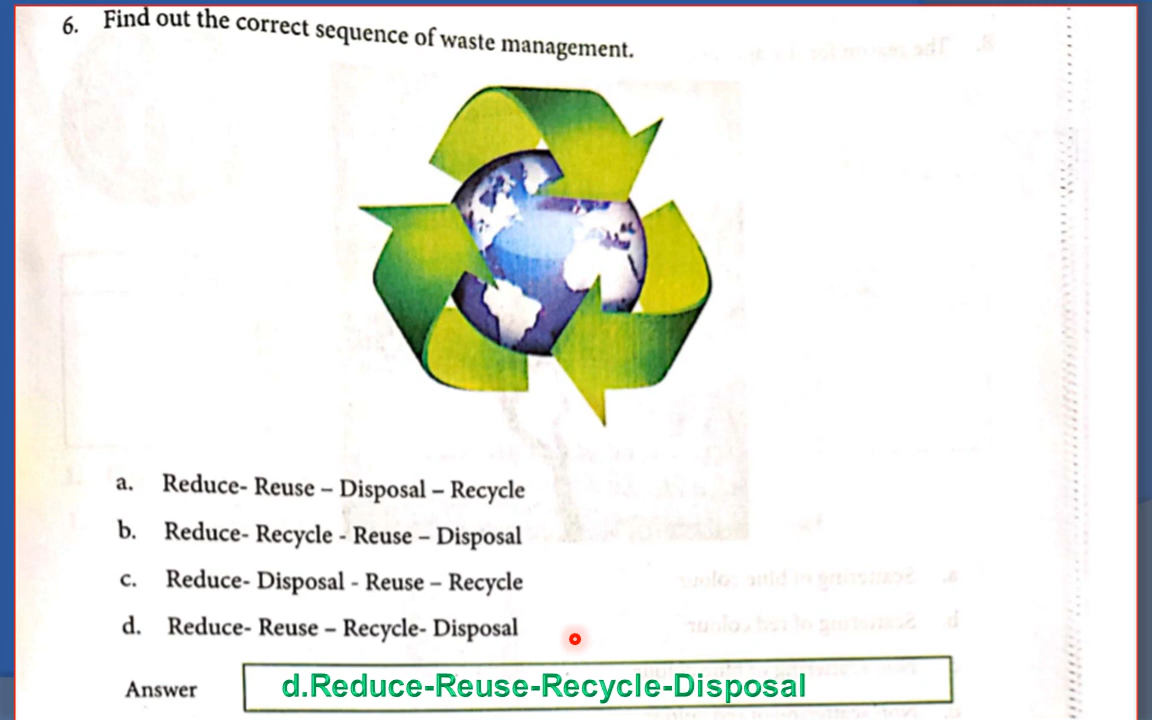 6. Find out the correct sequence of waste management.
a. Reduce- Reuse – Disposal – Recycle
b. Reduce- Recycle - Reuse – Disposal
c. Reduce- Disposal - Reuse – Recycle
d. Reduce- Reuse – Recycle- Disposal
Answer d.Reduce-Reuse-Recycle-Disposal